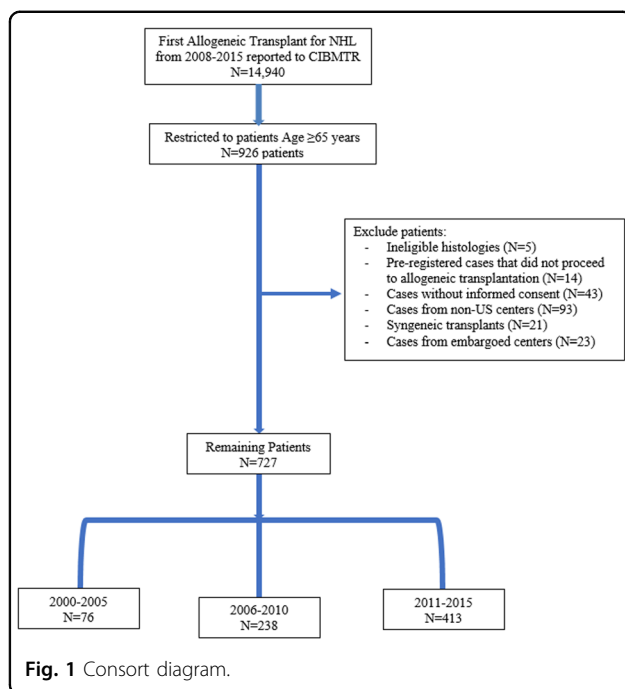 First Allogeneic Transplant for NHL
from 2008-2015 reported to CIBMTR
N=14,940
Restricted to patients Age ≥65 years
N=926 patients
Exclude patients:
- Ineligible histologies (N=5)
- Pre-registered cases that did not proceed
to allogeneic transplantation (N=14)
- Cases without informed consent (N=43)
- Cases from non-US centers (N=93)
- Syngeneic transplants (N=21)
- Cases from embargoed centers (N=23)
Remaining Patients
N=727
2000-2005
N=76
2006-2010
N=238
2011-2015
N=413
Fig. 1 Consort diagram.